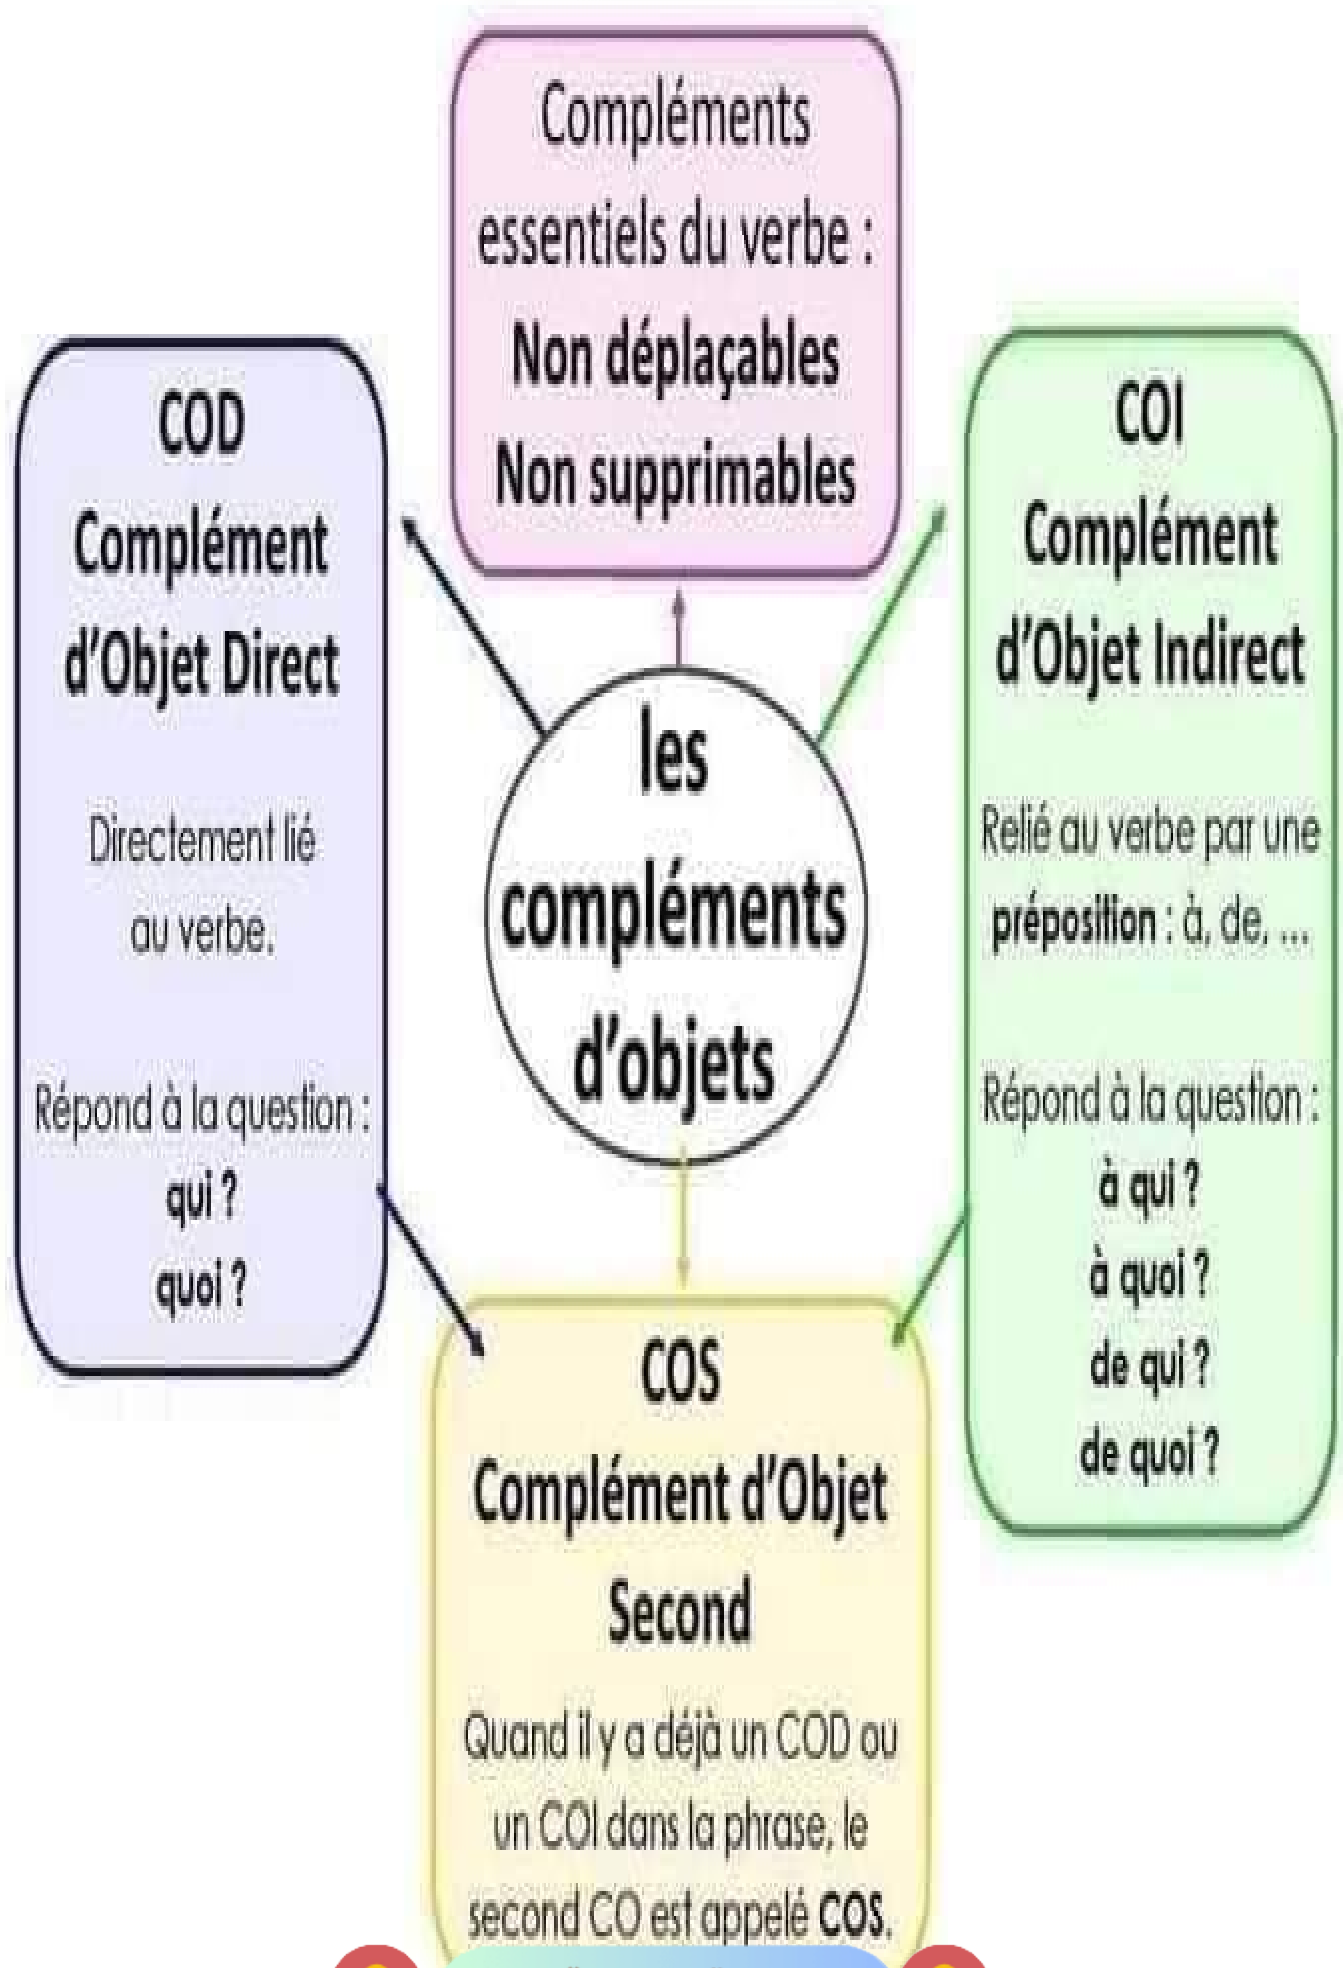 Compléments
essentiels du verbe :
Non déplaçables
Non supprimables
COD
Complément
d'Objet Direct
Directement lié
au verbe.
Répond à la question :
qui ?
quoi ?
les
compléments
d'objets
COI
Complément
d'Objet Indirect
Relié au verbe par une
préposition : à, de, ...
Répond à la question :
à qui ?
à quoi ?
de qui ?
de quoi ?
COS
Complément d'Objet
Second
Quand il y a déjà un COD ou
un COI dans la phrase, le
second CO est appelé COS.